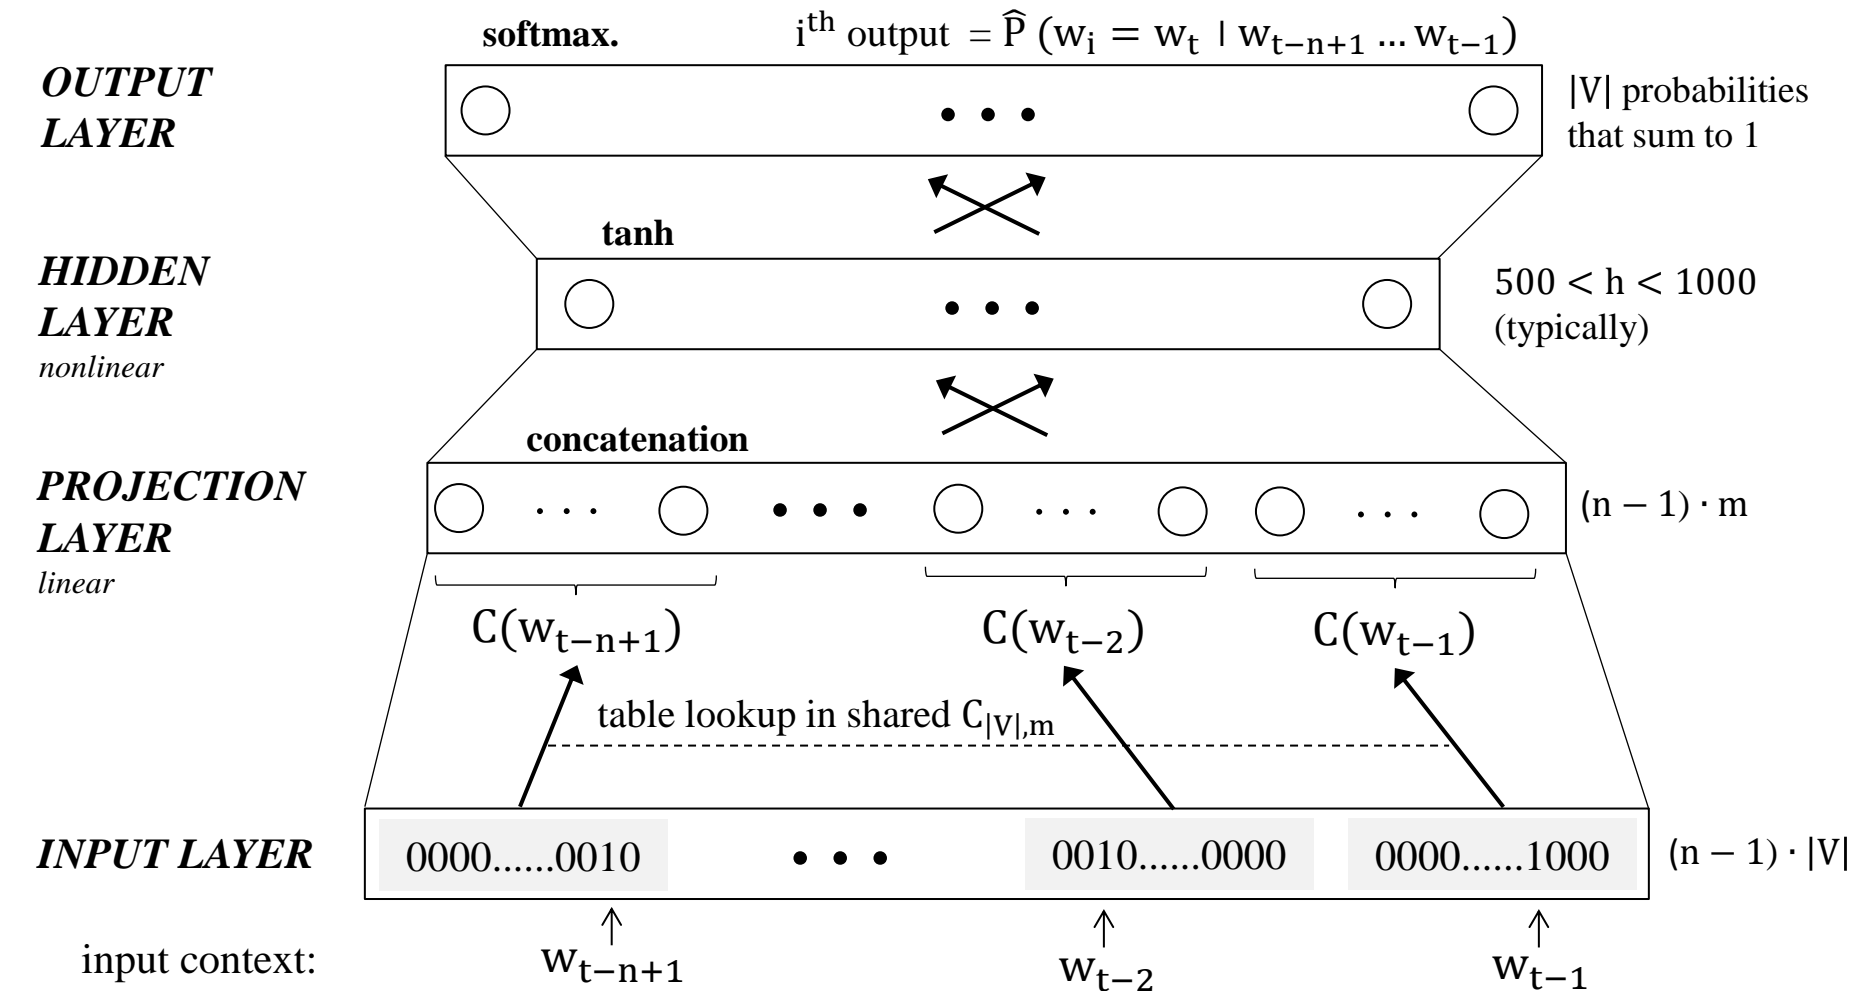 softmax.
iᵗʰ output = P̂ (wᵢ = wₜ | wₜ₋ₙ₊₁ ... wₜ₋₁)
OUTPUT
LAYER
|V| probabilities
that sum to 1
tanh
HIDDEN
LAYER
nonlinear
500 < h < 1000
(typically)
concatenation
PROJECTION
LAYER
linear
(n − 1) · m
C(wₜ₋ₙ₊₁)
C(wₜ₋₂)
C(wₜ₋₁)
table lookup in shared C_|V|,m
INPUT LAYER
0000......0010
0010......0000
0000......1000
(n − 1) · |V|
input context:
wₜ₋ₙ₊₁
wₜ₋₂
wₜ₋₁